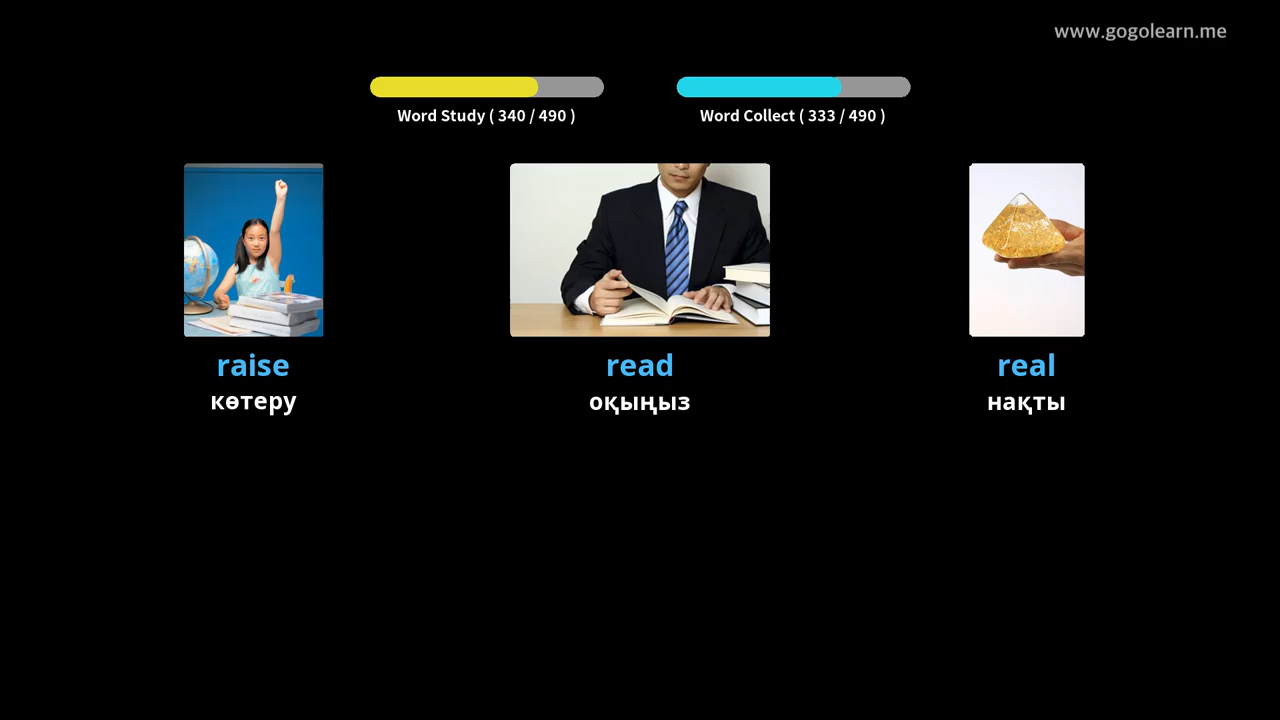 www.gogolearn.me
Word Study ( 340 / 490 )
Word Collect ( 333 / 490 )
raise
көтеру
read
оқыңыз
real
нақты